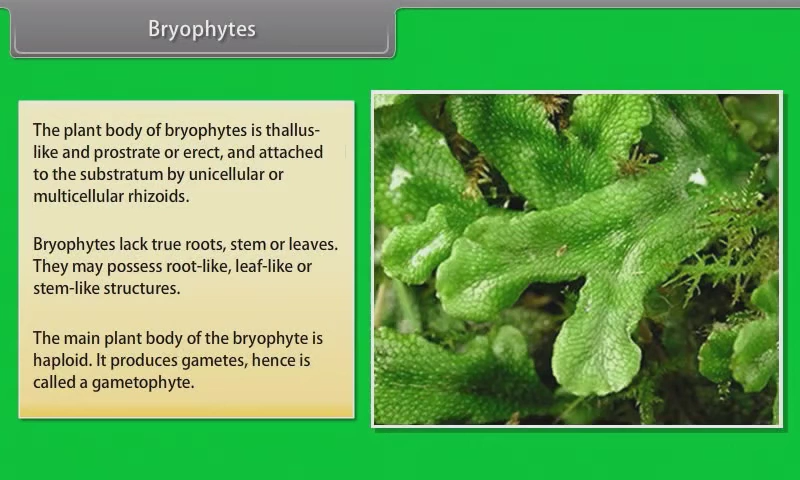 Bryophytes
The plant body of bryophytes is thallus-
like and prostrate or erect, and attached
to the substratum by unicellular or
multicellular rhizoids.
Bryophytes lack true roots, stem or leaves.
They may possess root-like, leaf-like or
stem-like structures.
The main plant body of the bryophyte is
haploid. It produces gametes, hence is
called a gametophyte.